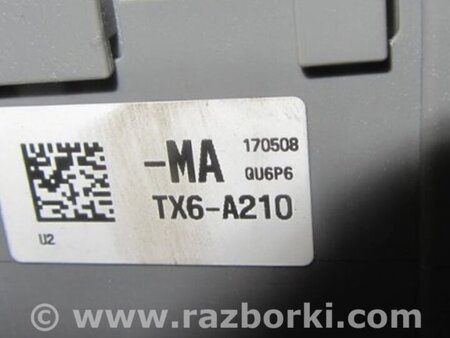 -MA 170508
QU6P6
TX6-A210
U2
© www.razborki.com